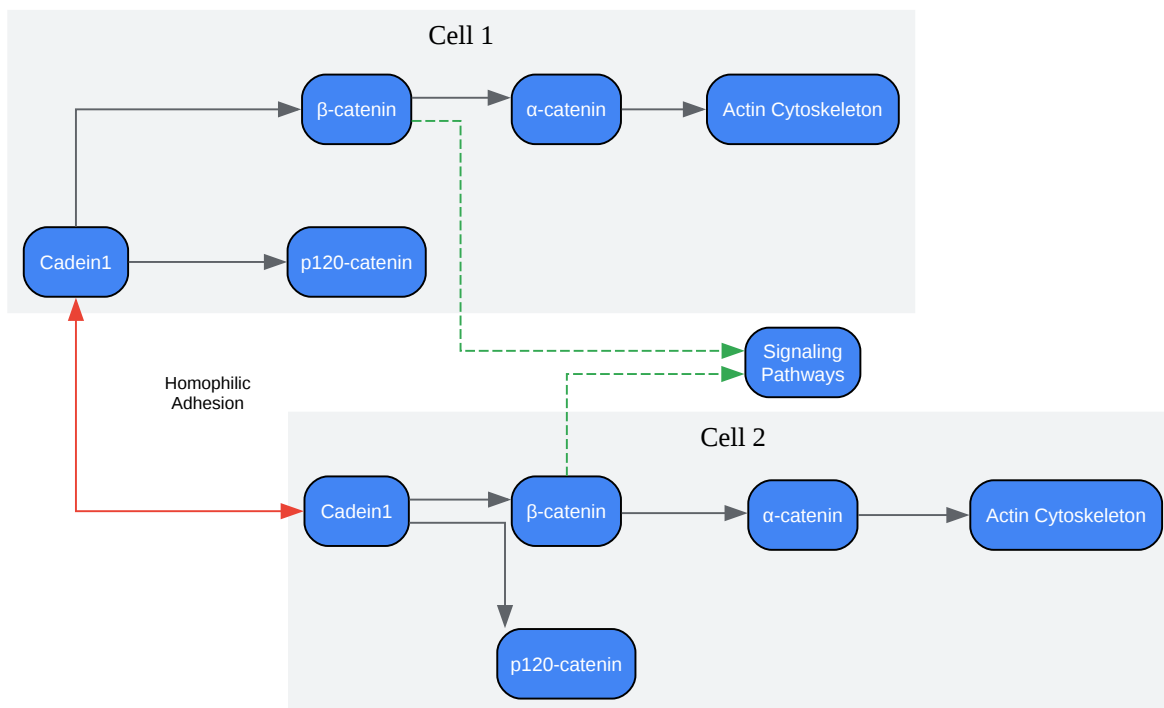 Cell 1
β-catenin
α-catenin
Actin Cytoskeleton
Cadein1
p120-catenin
Signaling
Pathways
Homophilic
Adhesion
Cell 2
Cadein1
β-catenin
α-catenin
Actin Cytoskeleton
p120-catenin